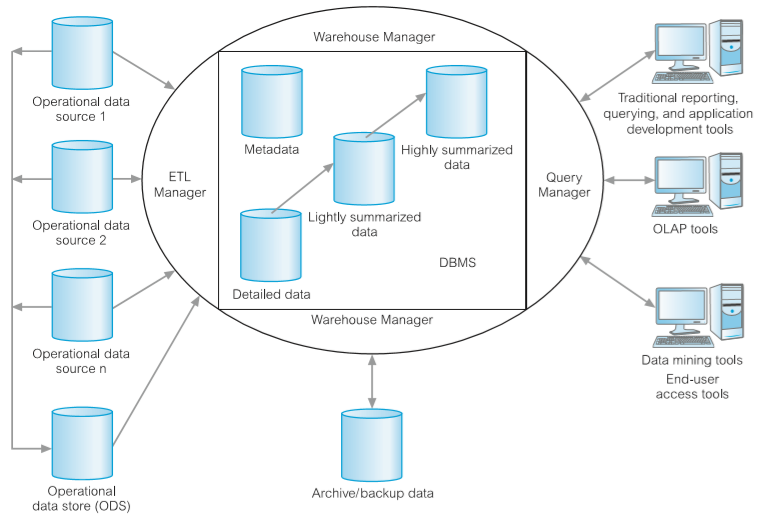 Warehouse Manager
Operational data
source 1
Metadata
Highly summarized
data
Traditional reporting,
querying, and application
development tools
ETL
Manager
Query
Manager
Operational data
source 2
Lightly summarized
data
OLAP tools
DBMS
Detailed data
Warehouse Manager
Operational data
source n
Data mining tools
End-user
access tools
Operational
data store (ODS)
Archive/backup data